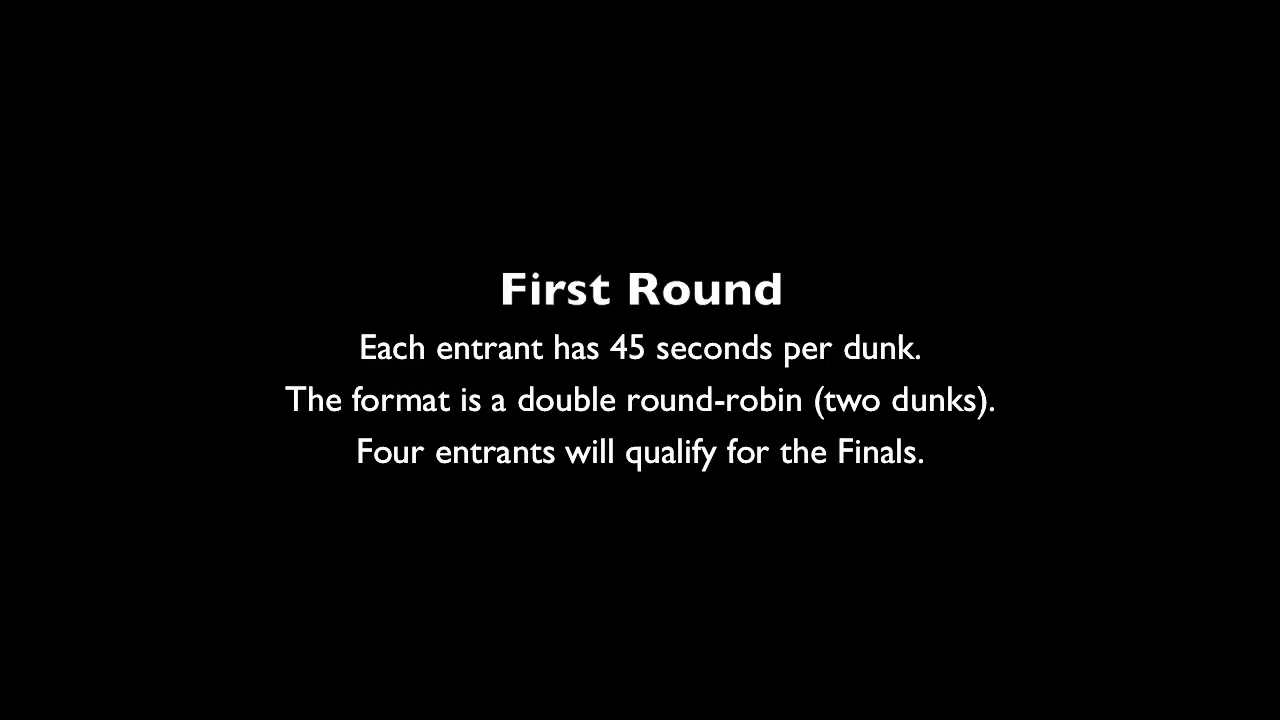 First Round
Each entrant has 45 seconds per dunk.
The format is a double round-robin (two dunks).
Four entrants will qualify for the Finals.